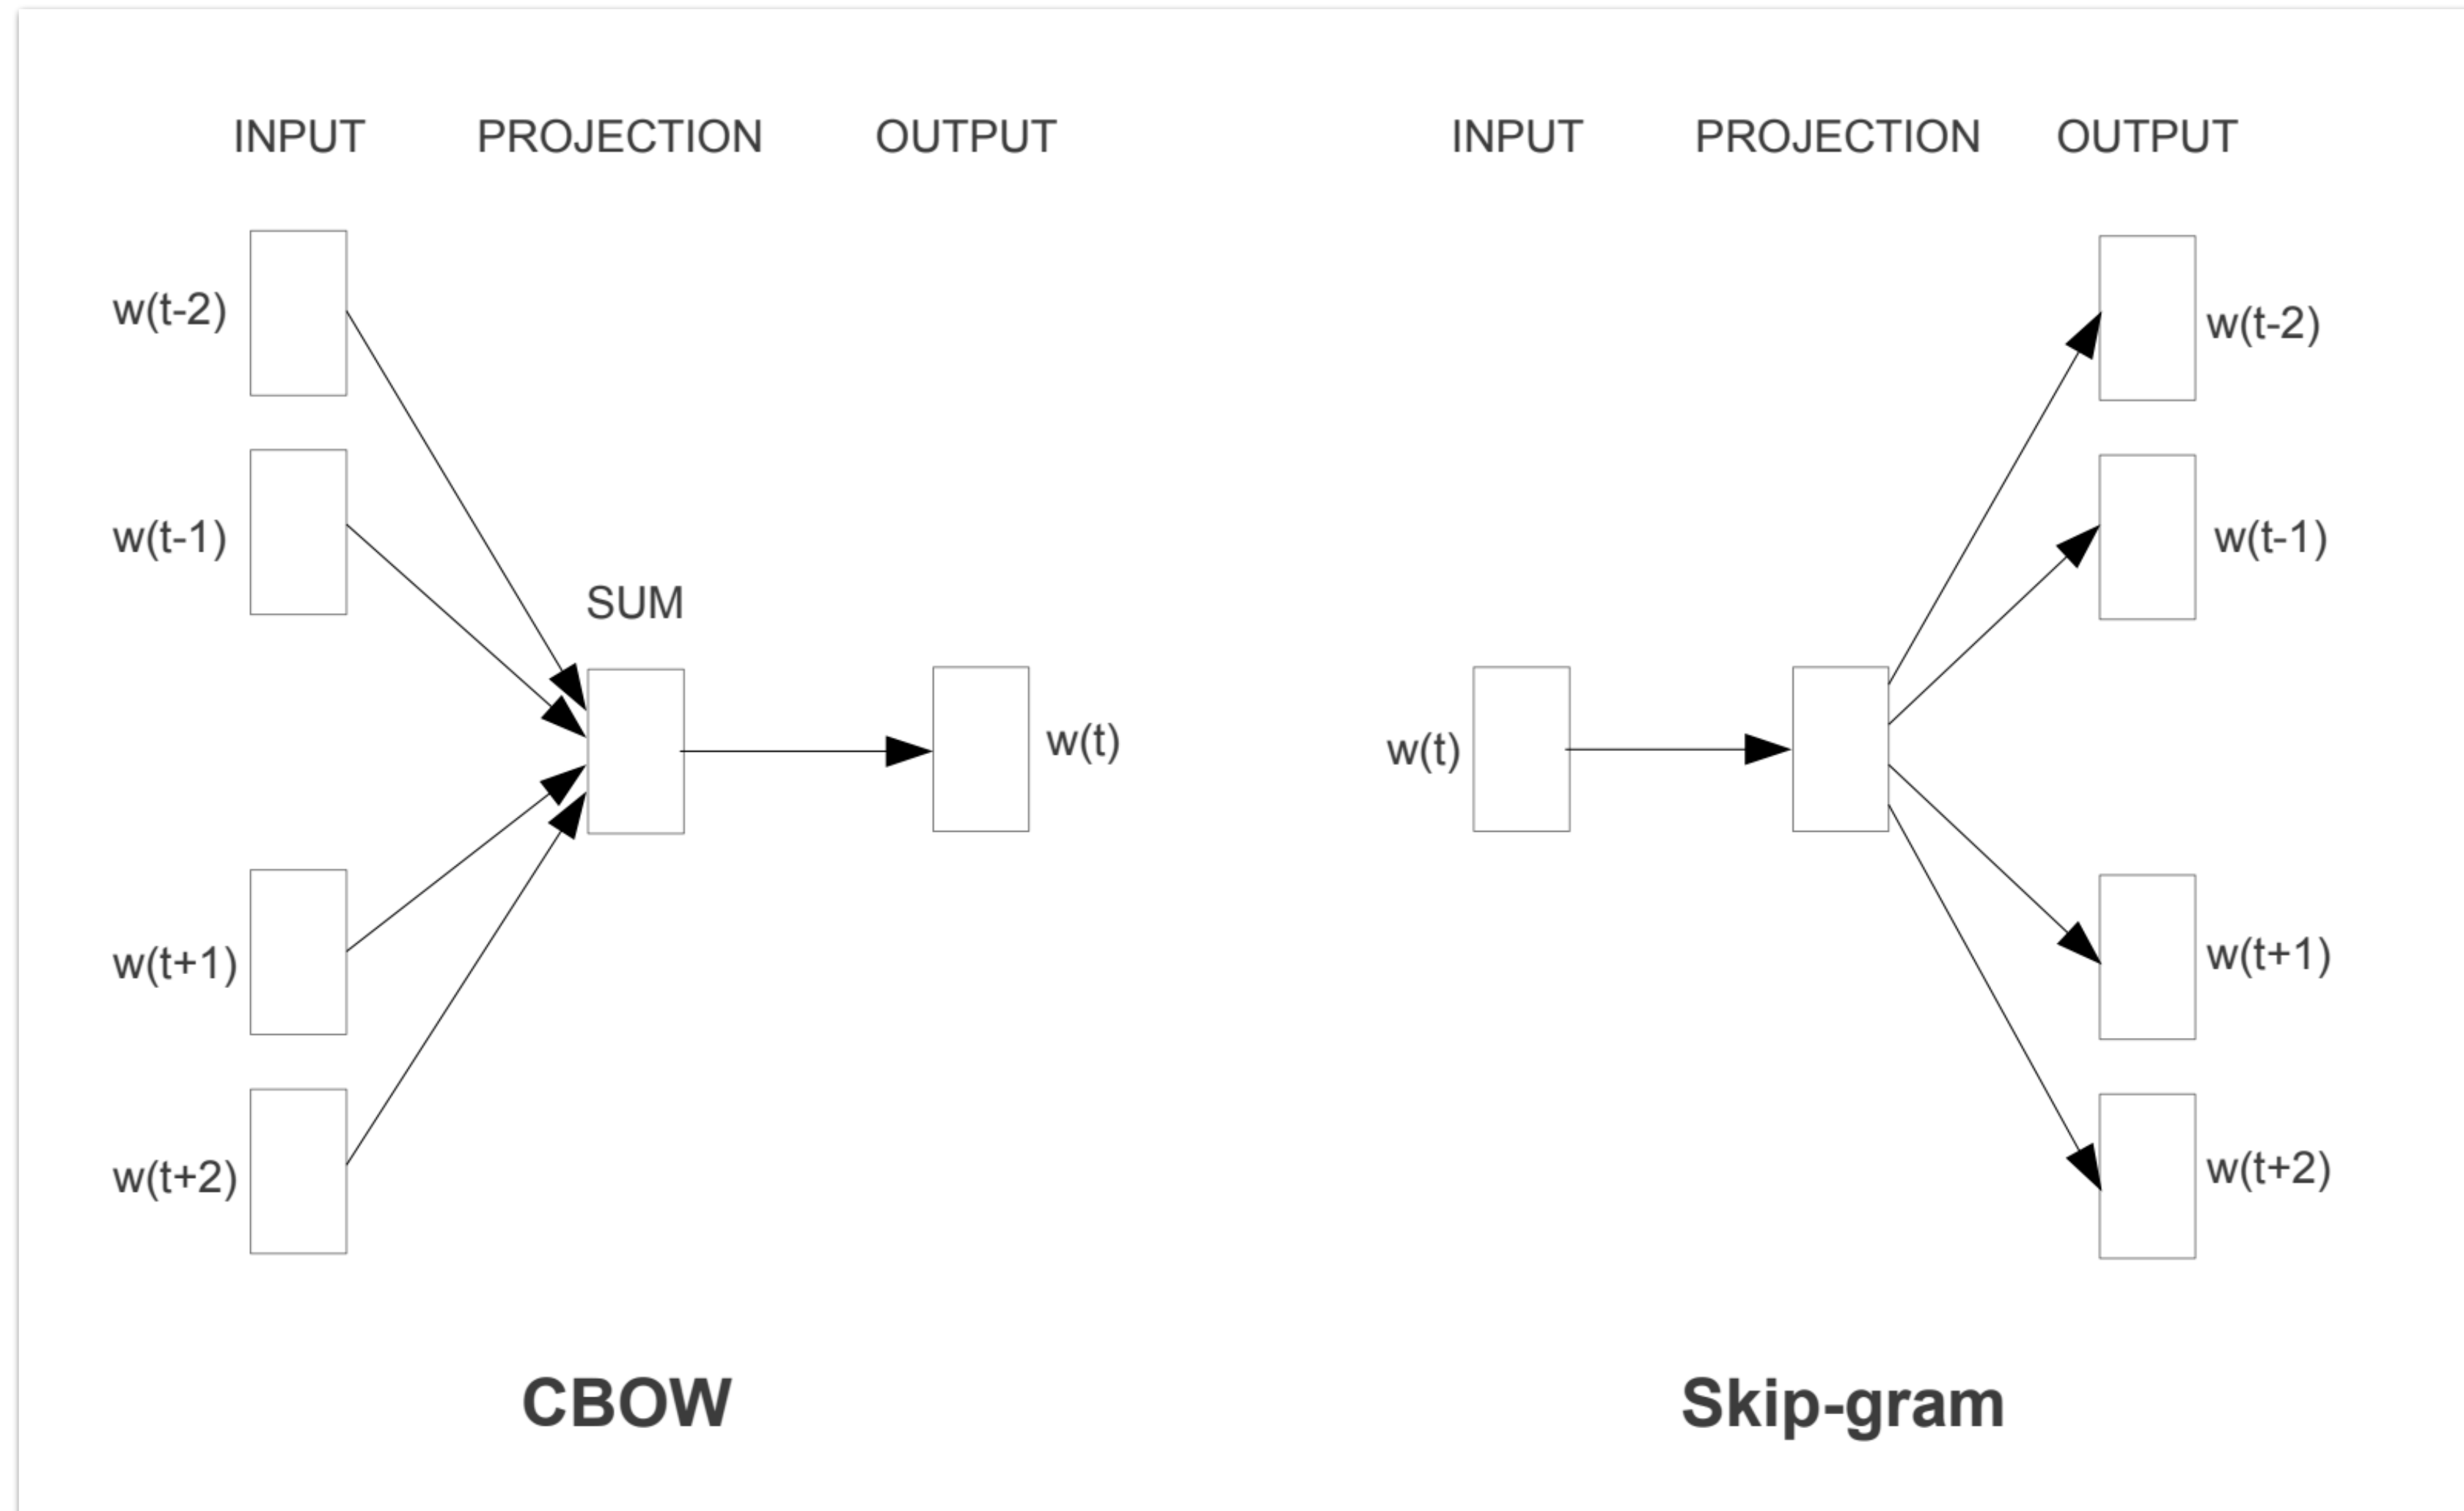 INPUT PROJECTION OUTPUT
w(t-2)
w(t-1)
SUM
w(t)
w(t+1)
w(t+2)
CBOW
INPUT PROJECTION OUTPUT
w(t-2)
w(t-1)
w(t)
w(t+1)
w(t+2)
Skip-gram